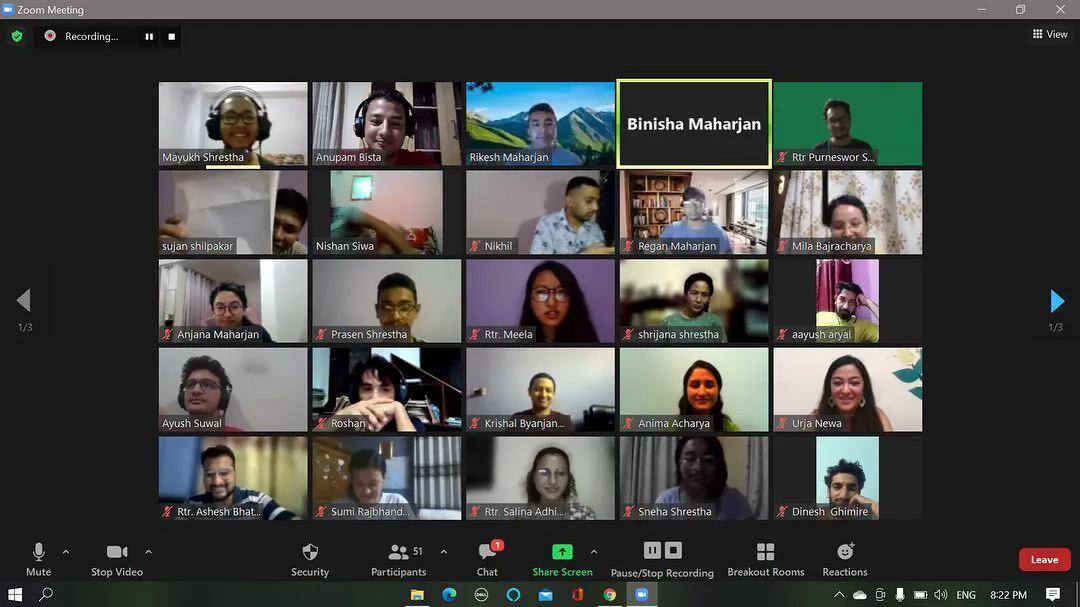 Zoom Meeting
Recording...
View
Mayukh Shrestha
Anupam Bista
Rikesh Maharjan
Binisha Maharjan
Rtr Purneswor S...
sujan shilpakar
Nishan Siwa
Nikhil
Regan Maharjan
Mila Bajracharya
Anjana Maharjan
Prasen Shrestha
Rtr. Meela
shrijana shrestha
aayush aryal
1/3
1/3
Ayush Suwal
Roshan
Krishal Byanjan...
Anima Acharya
Urja Newa
Rtr. Ashesh Bhat...
Sumi Rajbhand...
Rtr. Salina Adhi...
Sneha Shrestha
Dinesh Ghimire
Mute
Stop Video
Security
51
Participants
1
Chat
Share Screen
Pause/Stop Recording
Breakout Rooms
Reactions
Leave
DELL
ENG
8:22 PM